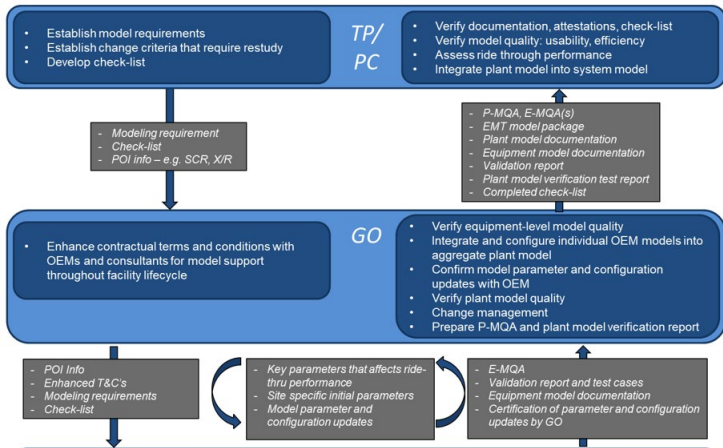 • Establish model requirements
• Establish change criteria that require restudy
• Develop check-list
TP/
PC
• Verify documentation, attestations, check-list
• Verify model quality: usability, efficiency
• Assess ride through performance
• Integrate plant model into system model
- Modeling requirement
- Check-list
- POI info – e.g. SCR, X/R
- P-MQA, E-MQA(s)
- EMT model package
- Plant model documentation
- Equipment model documentation
- Validation report
- Plant model verification test report
- Completed check-list
• Enhance contractual terms and conditions with
OEMs and consultants for model support
throughout facility lifecycle
GO
• Verify equipment-level model quality
• Integrate and configure individual OEM models into
aggregate plant model
• Confirm model parameter and configuration
updates with OEM
• Verify plant model quality
• Change management
• Prepare P-MQA and plant model verification report
- POI Info
- Enhanced T&C's
- Modeling requirements
- Check-list
- Key parameters that affects ride-
thru performance
- Site specific initial parameters
- Model parameter and
configuration updates
- E-MQA
- Validation report and test cases
- Equipment model documentation
- Certification of parameter and configuration
updates by GO